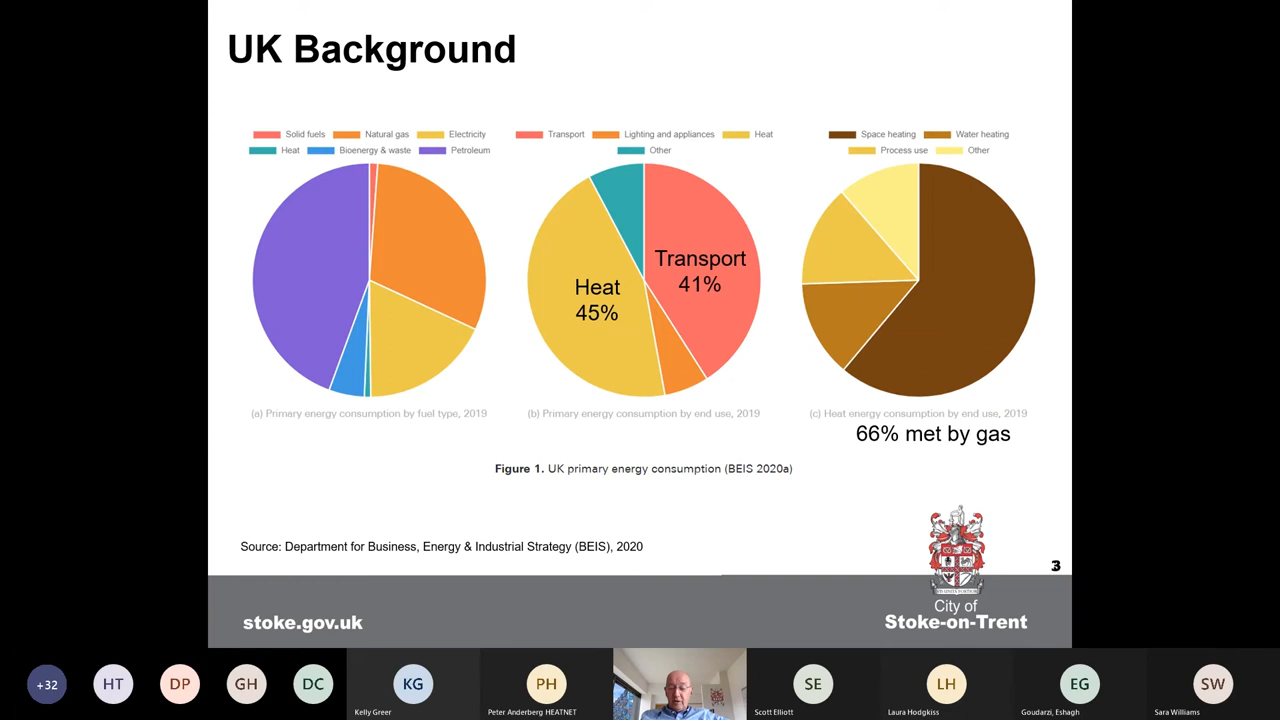 UK Background
Solid fuels Natural gas Electricity
Heat Bioenergy & waste Petroleum
Transport Lighting and appliances Heat
Other
Space heating Water heating
Process use Other
Transport
41%
Heat
45%
(a) Primary energy consumption by fuel type, 2019
(b) Primary energy consumption by end use, 2019
(c) Heat energy consumption by end use, 2019
66% met by gas
Figure 1. UK primary energy consumption (BEIS 2020a)
Source: Department for Business, Energy & Industrial Strategy (BEIS), 2020
3
stoke.gov.uk
City of
Stoke-on-Trent
+32 HT DP GH DC KG PH SE LH EG SW
Kelly Greer Peter Anderberg HEATNET Scott Elliott Laura Hodgkiss Goudarzi, Eshagh Sara Williams